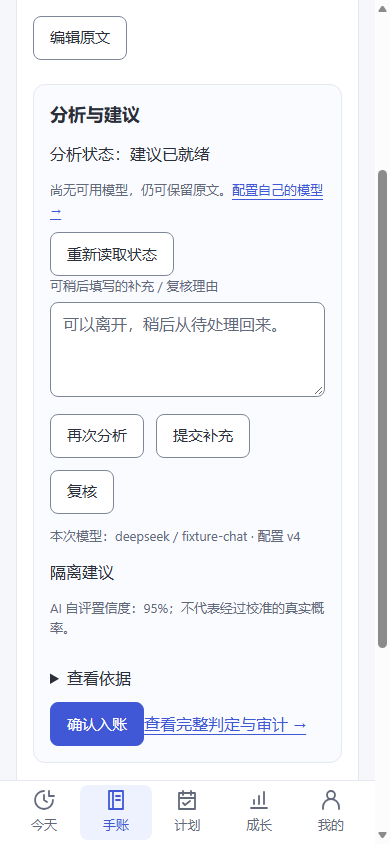 编辑原文
分析与建议
分析状态：建议已就绪
尚无可用模型，仍可保留原文。配置自己的模型
→
重新读取状态
可稍后填写的补充 / 复核理由
可以离开，稍后从待处理回来。
再次分析
提交补充
复核
本次模型：deepseek / fixture-chat · 配置 v4
隔离建议
AI 自评置信度：95%；不代表经过校准的真实概
率。
查看依据
确认入账
查看完整判定与审计 →
今天
手账
计划
成长
我的